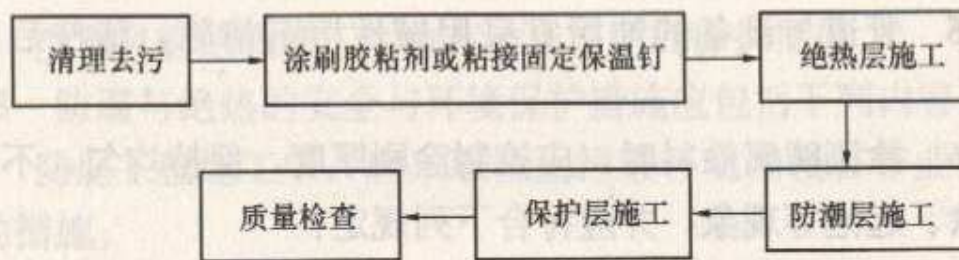 清理去污
涂刷胶粘剂或粘接固定保温钉
绝热层施工
防潮层施工
保护层施工
质量检查